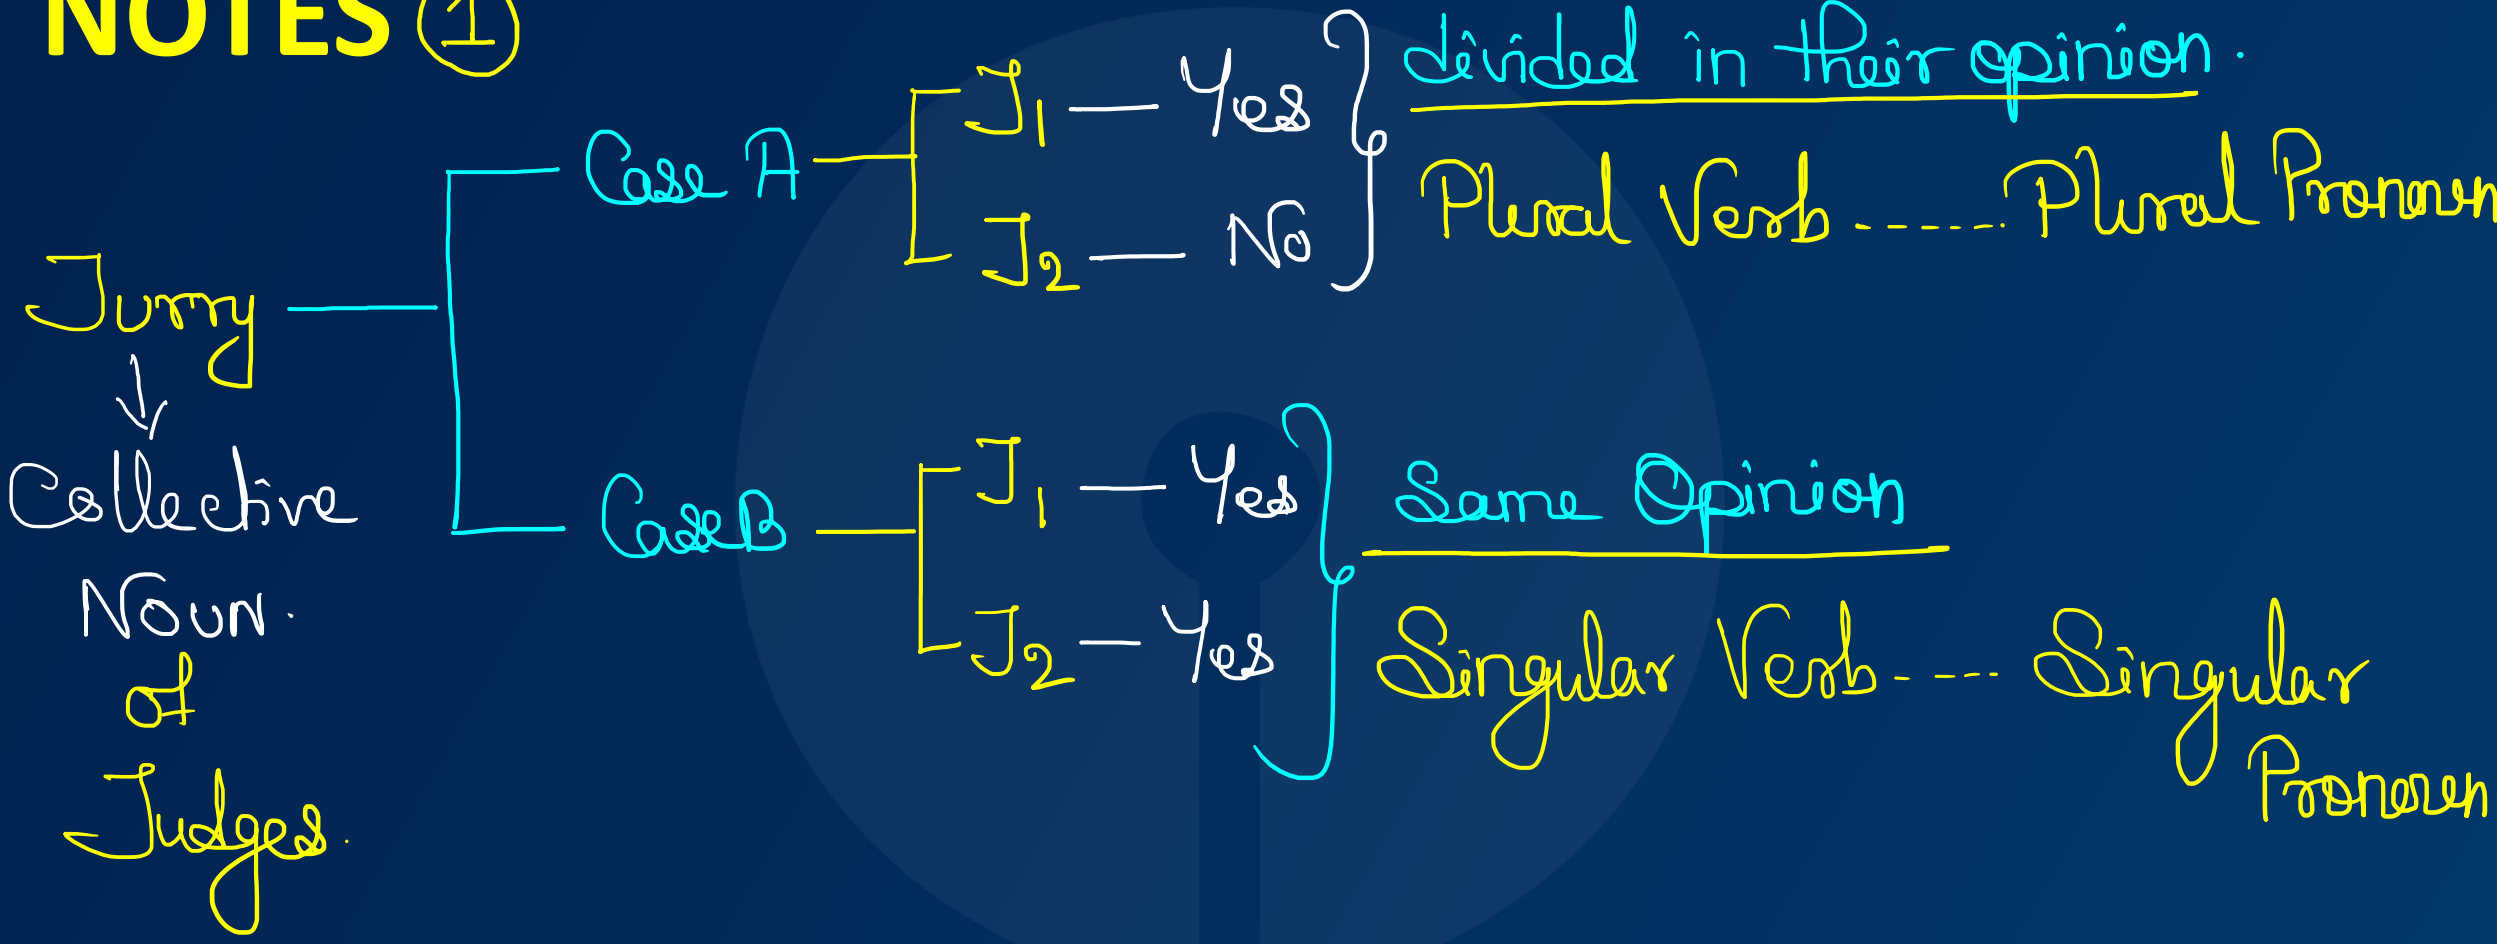 NOTES 1
Jury
Collective
Noun.
of
Judges.
Case A
J1 — Yes
J2 — No
divided in their opinion.
Plural Verb ------ Plural Pronoun
Case B
J1 — Yes
J2 — Yes
Same Opinion
Singular Verb ---- Singular
Pronoun